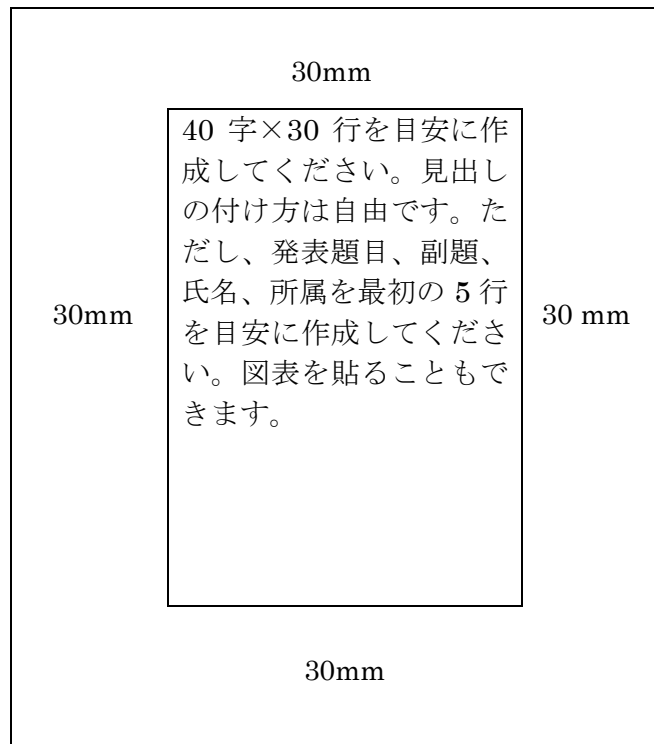 30mm
40 字×30 行を目安に作
成してください。見出し
の付け方は自由です。た
だし、発表題目、副題、
氏名、所属を最初の 5 行
を目安に作成してくださ
い。図表を貼ることもで
きます。
30mm
30 mm
30mm